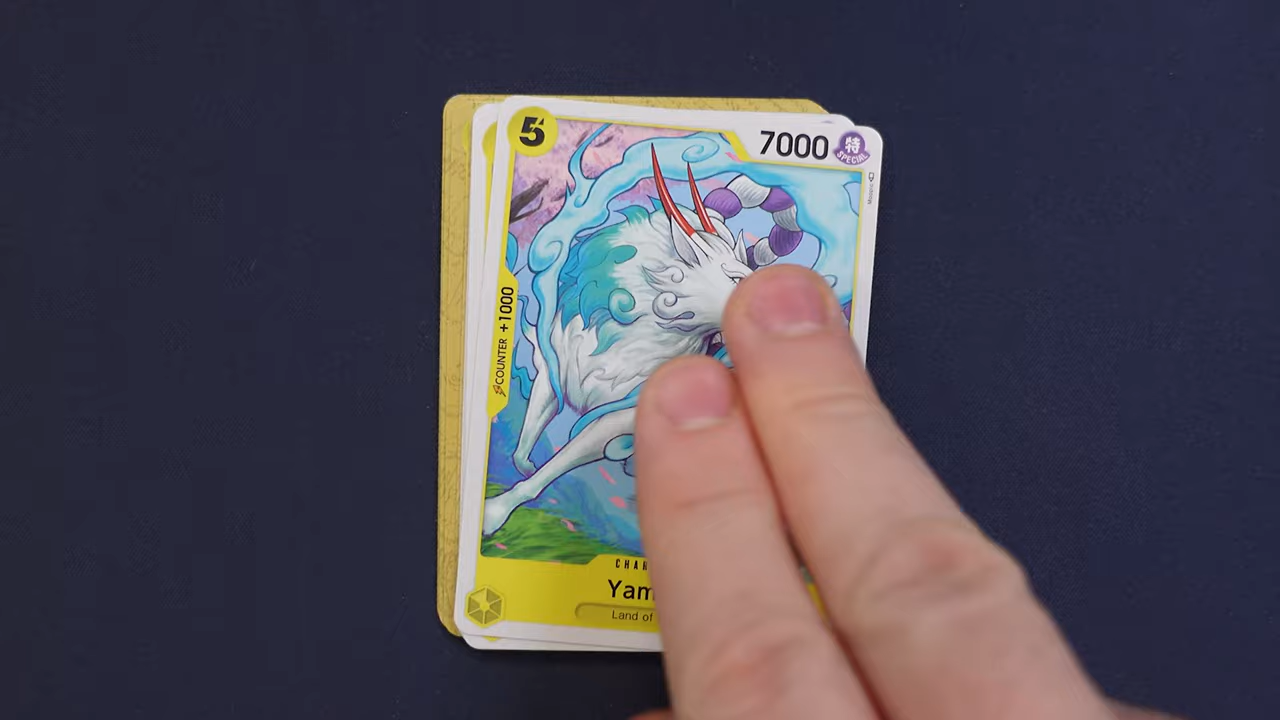 5
7000
特
SPECIAL
COUNTER +1000
CHAR
Yam
Land of